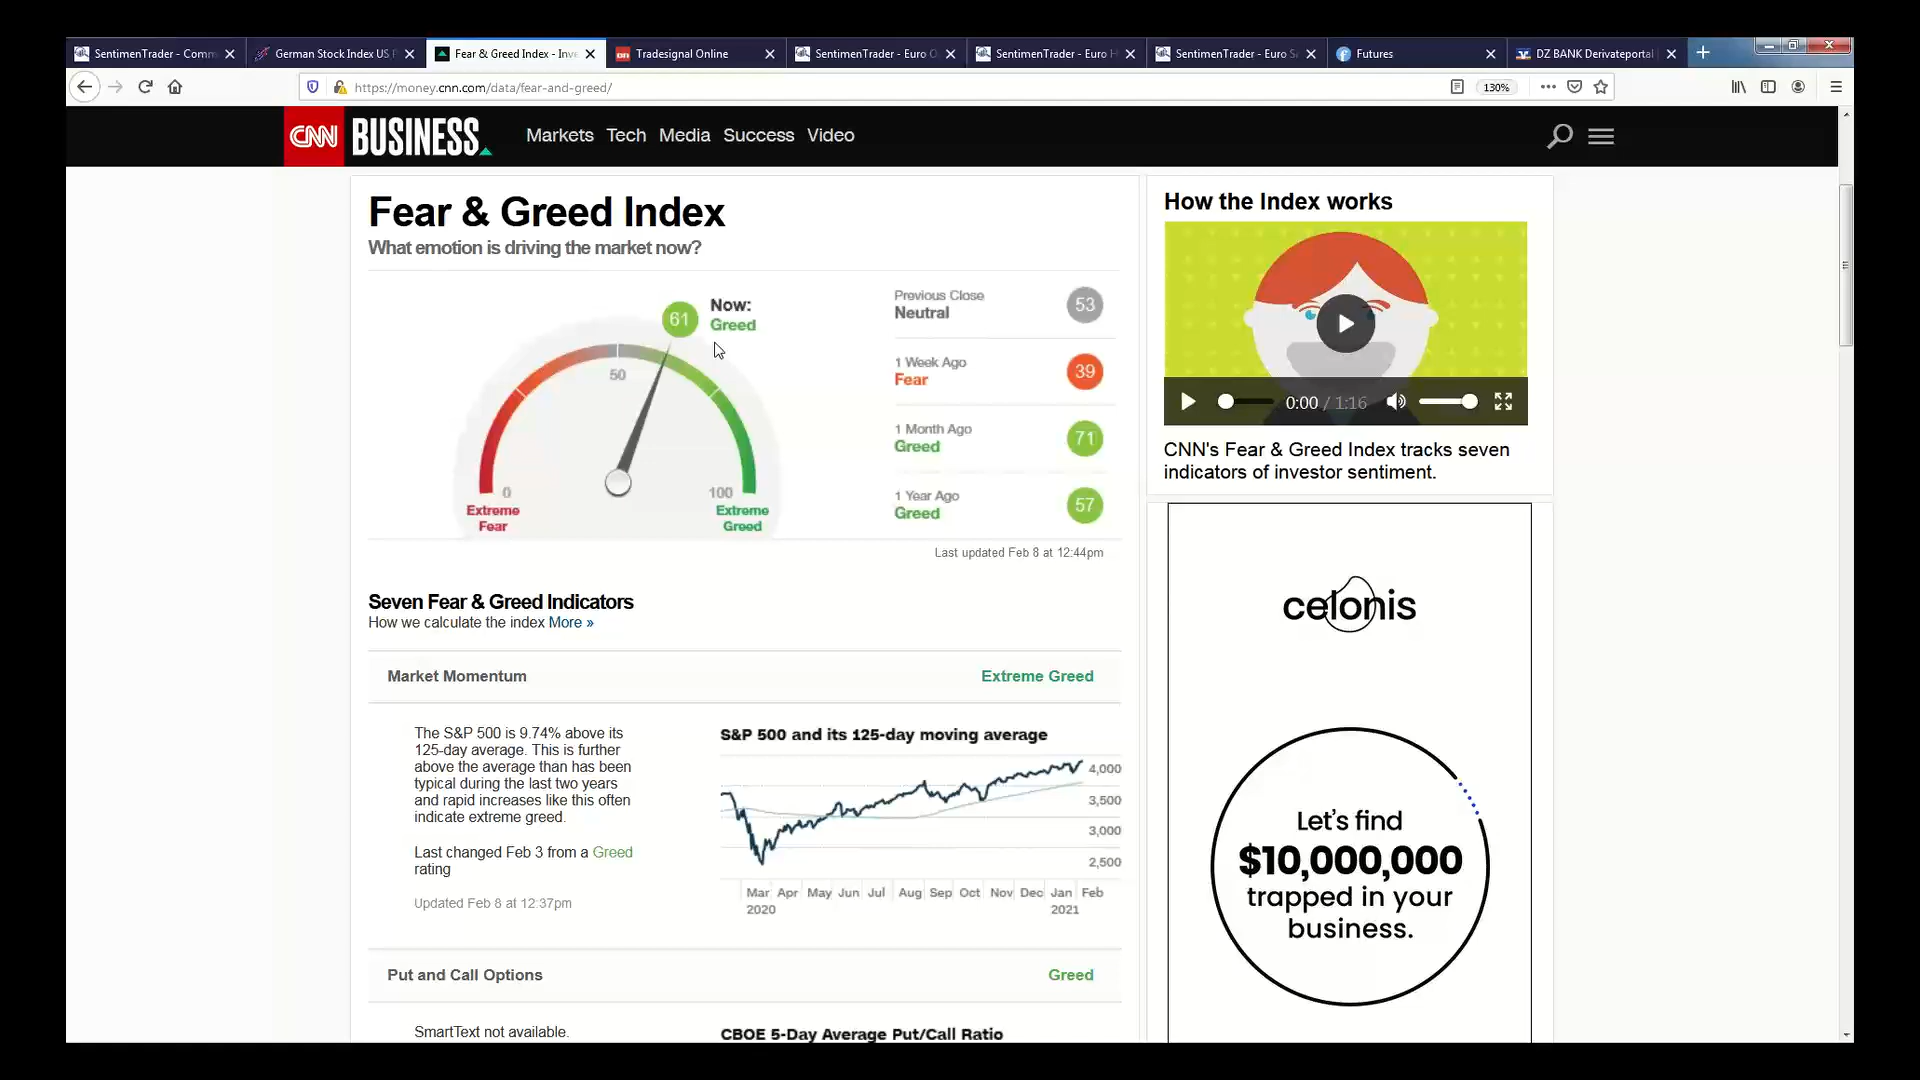 SentimenTrader - Comm
German Stock Index US F
Fear & Greed Index - Inve
Tradesignal Online
SentimenTrader - Euro O
SentimenTrader - Euro H
SentimenTrader - Euro S
Futures
DZ BANK Derivateportal
https://money.cnn.com/data/fear-and-greed/
130%
CNN BUSINESS
Markets Tech Media Success Video
Fear & Greed Index
What emotion is driving the market now?
61
Now:
Greed
50
0
100
Extreme
Fear
Extreme
Greed
Previous Close
Neutral
53
1 Week Ago
Fear
39
1 Month Ago
Greed
71
1 Year Ago
Greed
57
Last updated Feb 8 at 12:44pm
Seven Fear & Greed Indicators
How we calculate the index More »
Market Momentum
Extreme Greed
The S&P 500 is 9.74% above its
125-day average. This is further
above the average than has been
typical during the last two years
and rapid increases like this often
indicate extreme greed.
Last changed Feb 3 from a Greed
rating
Updated Feb 8 at 12:37pm
S&P 500 and its 125-day moving average
4,000
3,500
3,000
2,500
Mar Apr May Jun Jul Aug Sep Oct Nov Dec Jan Feb
2020 2021
Put and Call Options
Greed
SmartText not available.
CBOE 5-Day Average Put/Call Ratio
How the Index works
0:00 / 1:16
CNN's Fear & Greed Index tracks seven
indicators of investor sentiment.
celonis
Let's find
$10,000,000
trapped in your
business.